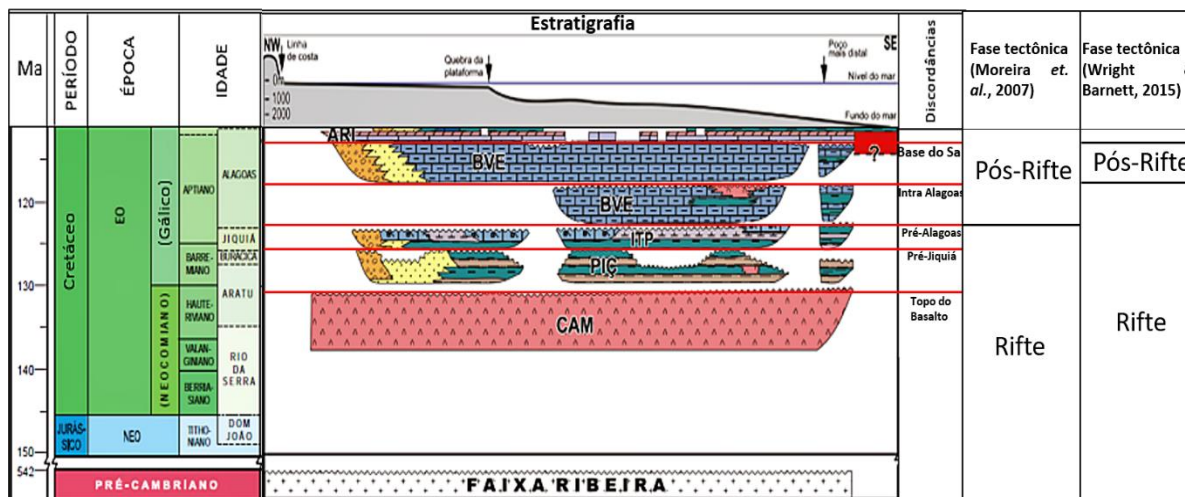 Estratigrafia
Ma
PERÍODO
ÉPOCA
IDADE
NW
Linha
de costa
Quebra da
plataforma
Poço
mais distal
SE
0m
1000
2000
Nível do mar
Fundo do mar
Discordâncias
Fase tectônica
(Moreira et.
al., 2007)
Fase tectônica
(Wright &
Barnett, 2015)
120
130
140
150
542
Cretáceo
EO
(Gálico)
(NEOCOMIANO)
APTIANO
BARRE-
MIANO
HAUTE-
RIVIANO
VALAN-
GINIANO
BERRIA-
SIANO
ALAGOAS
JIQUIÁ
BURACICA
ARATU
RIO
DA
SERRA
JURÁS-
SICO
NEO
TITHO-
NIANO
DOM
JOÃO
PRÉ-CAMBRIANO
ARI
BVE
BVE
ITP
PIÇ
CAM
?
FAIXA RIBEIRA
Base do Sa
Intra Alagoas
Pré-Alagoas
Pré-Jiquiá
Topo do
Basalto
Pós-Rifte
Rifte
Pós-Rifte
Rifte